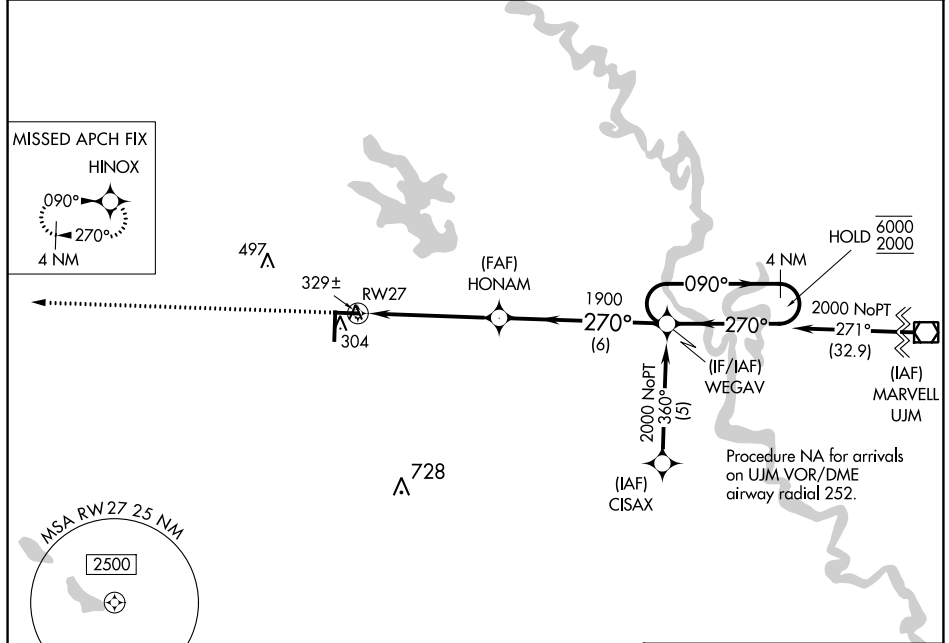 MISSED APCH FIX
HINOX
090°
270°
4 NM
497
329±
RW27
304
(FAF)
HONAM
1900
270°
(6)
090°
4 NM
270°
HOLD 6000
2000
2000 NoPT
271°
(32.9)
(IAF)
MARVELL
UJM
(IF/IAF)
WEGAV
2000 NoPT
360°
(5)
(IAF)
CISAX
Procedure NA for arrivals
on UJM VOR/DME
airway radial 252.
728
MSA RW27 25 NM
2500